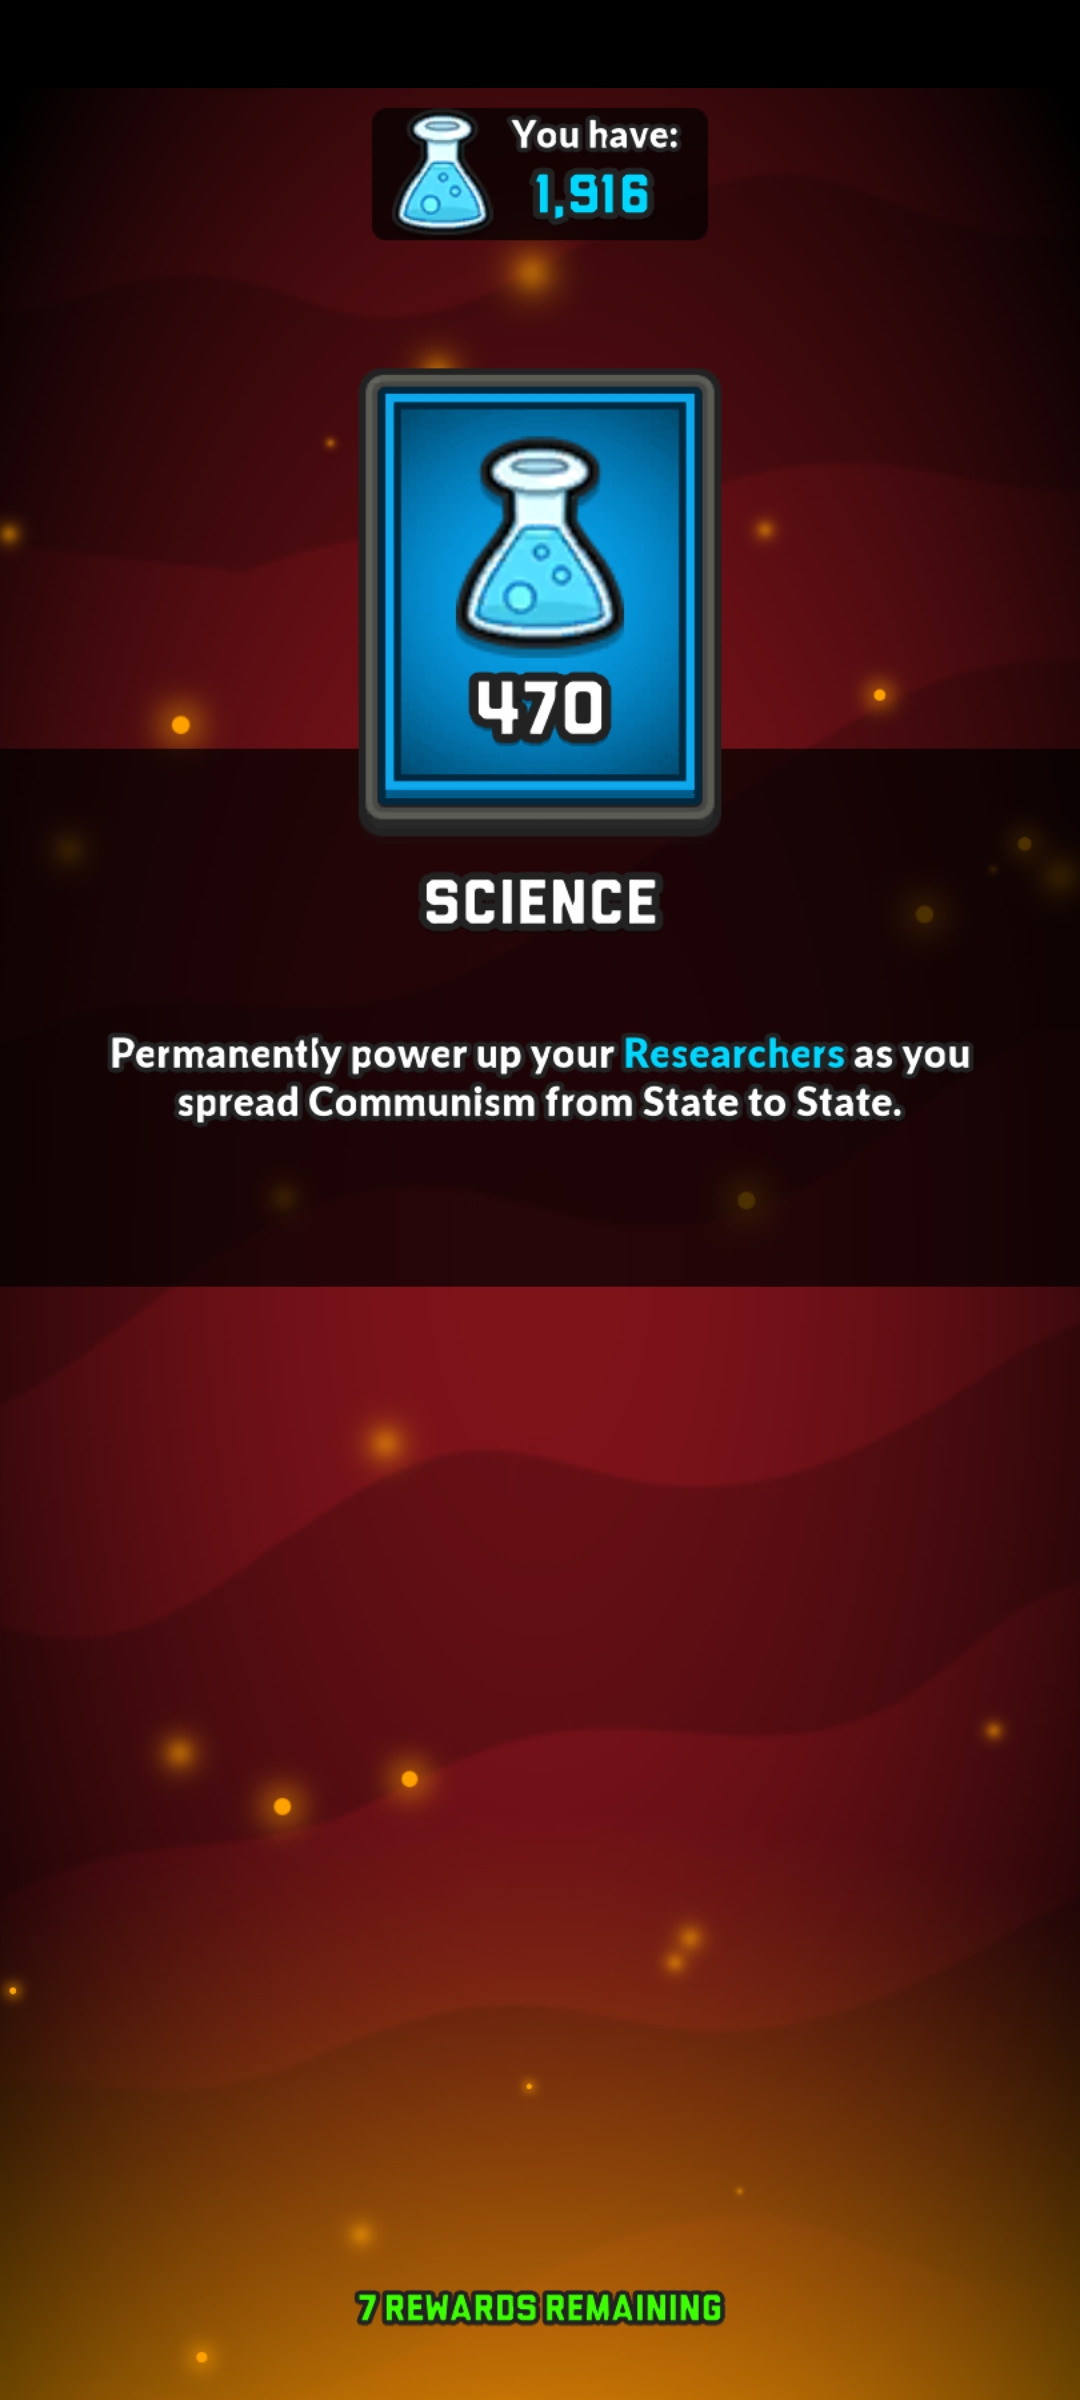 You have:
1,916
470
SCIENCE
Permanently power up your Researchers as you
spread Communism from State to State.
7 REWARDS REMAINING